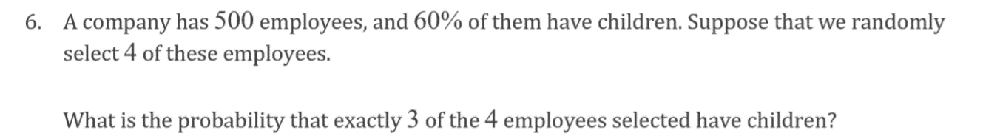 6. A company has 500 employees, and 60% of them have children. Suppose that we randomly
select 4 of these employees.
What is the probability that exactly 3 of the 4 employees selected have children?